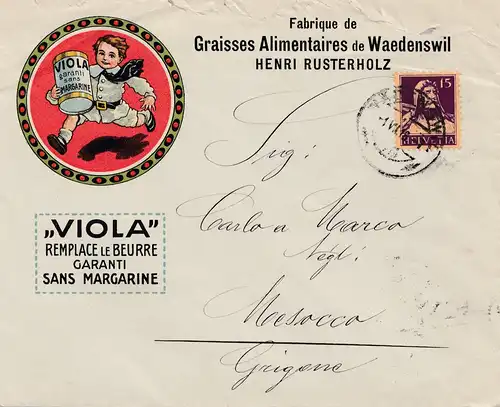 Fabrique de
Graisses Alimentaires de Waedenswil
HENRI RUSTERHOLZ
VIOLA
garanti
sans
MARGARINE
15
HELVETIA
Sig:
Carlo a Marca
Negt:
Mesocco
Grigone
„VIOLA”
REMPLACE LE BEURRE
GARANTI
SANS MARGARINE